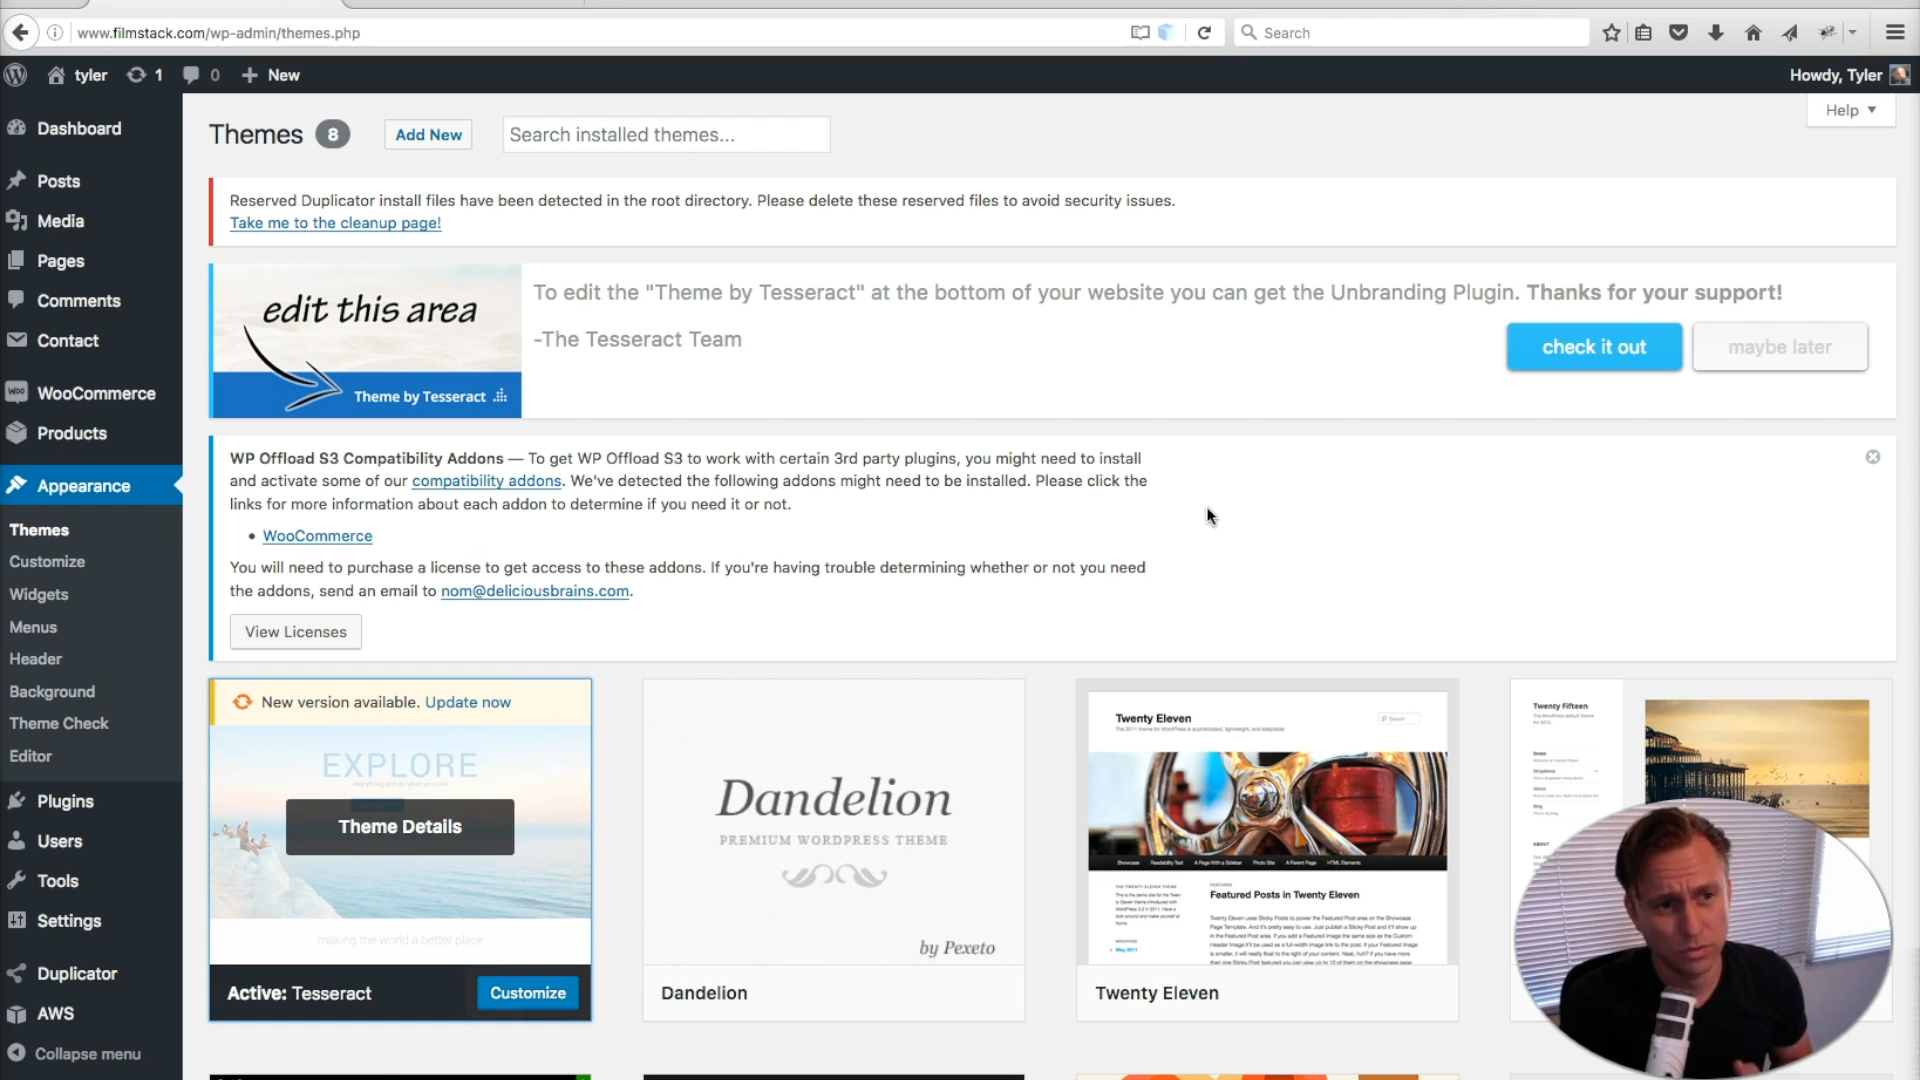 www.filmstack.com/wp-admin/themes.php
Search
tyler
1
0
New
Howdy, Tyler
Help
Dashboard
Posts
Media
Pages
Comments
Contact
WooCommerce
Products
Appearance
Themes
Customize
Widgets
Menus
Header
Background
Theme Check
Editor
Plugins
Users
Tools
Settings
Duplicator
AWS
Collapse menu
Themes 8
Add New
Search installed themes...
Reserved Duplicator install files have been detected in the root directory. Please delete these reserved files to avoid security issues.
Take me to the cleanup page!
edit this area
Theme by Tesseract
To edit the "Theme by Tesseract" at the bottom of your website you can get the Unbranding Plugin. Thanks for your support!
-The Tesseract Team
check it out
maybe later
WP Offload S3 Compatibility Addons — To get WP Offload S3 to work with certain 3rd party plugins, you might need to install
and activate some of our compatibility addons. We've detected the following addons might need to be installed. Please click the
links for more information about each addon to determine if you need it or not.
• WooCommerce
You will need to purchase a license to get access to these addons. If you're having trouble determining whether or not you need
the addons, send an email to nom@deliciousbrains.com.
View Licenses
New version available. Update now
EXPLORE
Theme Details
making the world a better place
Active: Tesseract
Customize
Dandelion
PREMIUM WORDPRESS THEME
by Pexeto
Dandelion
Twenty Eleven
Search
Featured Posts in Twenty Eleven
Twenty Eleven
Twenty Fifteen